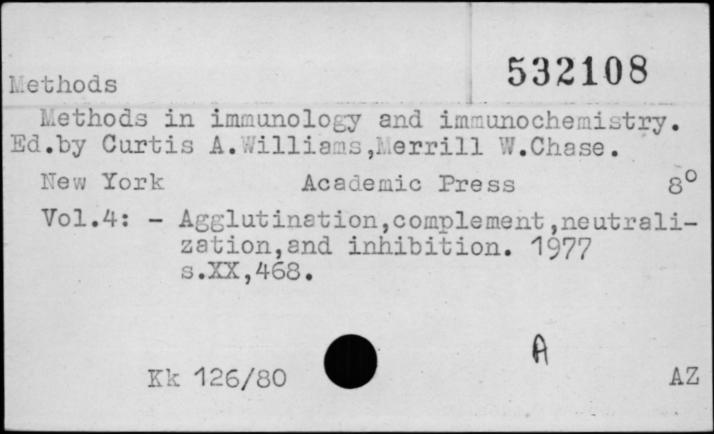 532108
Methods
Methods in immunology and immunochemistry.
Ed.by Curtis A.Williams,Merrill W.Chase.
New York Academic Press 8°
Vol.4: - Agglutination,complement,neutrali-
zation,and inhibition. 1977
s.XX,468.
A
Kk 126/80 AZ